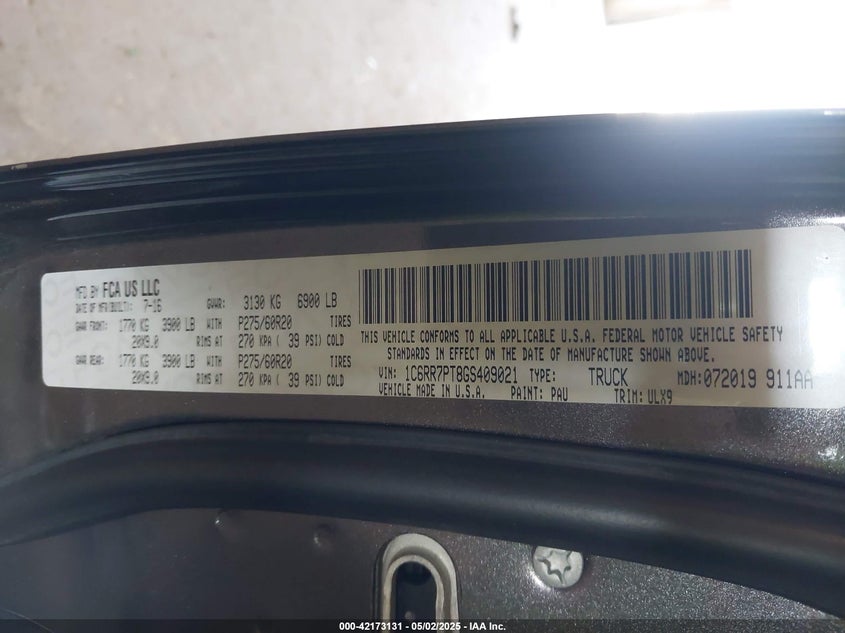 MFD BY FCA US LLC
DATE OF MFR(BUILT): 7-16 GVWR: 3130 KG 6900 LB
GAWR FRONT: 1770 KG 3900 LB WITH P275/60R20 TIRES
20X9.0 RIMS AT 270 KPA ( 39 PSI) COLD
GAWR REAR: 1770 KG 3900 LB WITH P275/60R20 TIRES
20X9.0 RIMS AT 270 KPA ( 39 PSI) COLD
THIS VEHICLE CONFORMS TO ALL APPLICABLE U.S.A. FEDERAL MOTOR VEHICLE SAFETY
STANDARDS IN EFFECT ON THE DATE OF MANUFACTURE SHOWN ABOVE.
VIN: 1C6RR7PT8GS409021 TYPE: TRUCK MDH:072019 911AA
VEHICLE MADE IN U.S.A. PAINT: PAU TRIM: ULX9
000-42173131 - 05/02/2025 - IAA Inc.